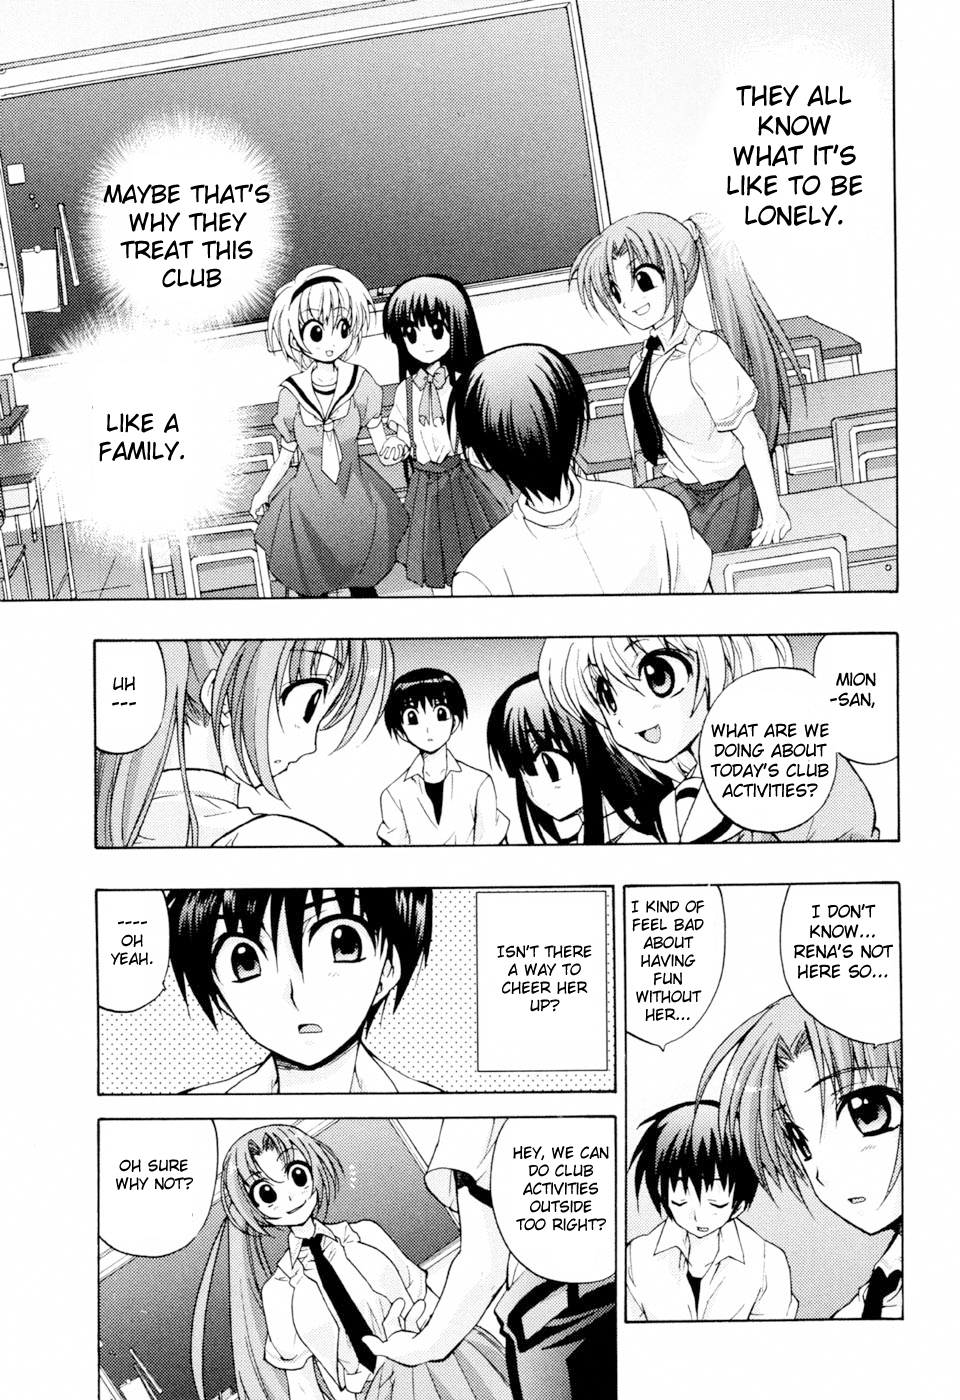 THEY ALL
KNOW
WHAT IT'S
LIKE TO BE
LONELY.
MAYBE THAT'S
WHY THEY
TREAT THIS
CLUB
LIKE A
FAMILY.
MION
-SAN,
WHAT ARE WE
DOING ABOUT
TODAY'S CLUB
ACTIVITIES?
UH
---
I DON'T
KNOW...
RENA'S NOT
HERE SO...
I KIND OF
FEEL BAD
ABOUT
HAVING
FUN
WITHOUT
HER...
ISN'T THERE
A WAY TO
CHEER HER
UP?
----
OH
YEAH.
HEY, WE CAN
DO CLUB
ACTIVITIES
OUTSIDE
TOO RIGHT?
OH SURE
WHY NOT?